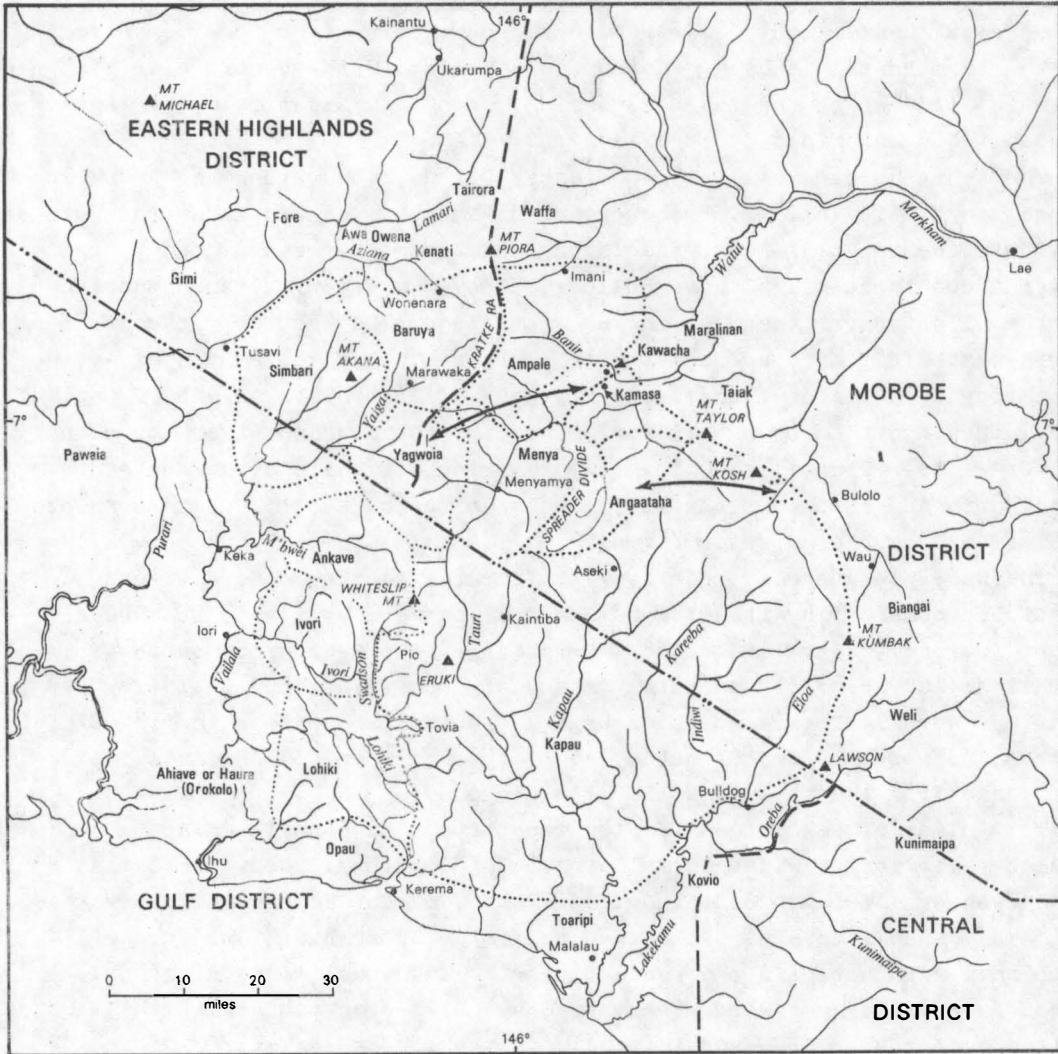 Kainantu
146°
Ukarumpa
MT
MICHAEL
EASTERN HIGHLANDS
DISTRICT
Tairora
Lamari
Waffa
Fore
Awa
Owena
Aziana
Kenati
MT
PIORA
Markham
Lae
Watut
Gimi
Imani
Wonenara
KRATKE RA
Baruya
Maralinan
Tusavi
MT
AKANA
Simbari
Marawaka
Ampale
Banir
Kawacha
Kamasa
Taiak
MOROBE
7°
Yaiga
MT
TAYLOR
7°
Pawaia
Yagwoia
Menya
MT
KOSH
Menyamya
SPREADER DIVIDE
Angaataha
Bulolo
Purari
Keka
M'bwei
Ankave
Aseki
DISTRICT
Wau
WHITESLIP
MT
Biangai
Ivori
Kaintiba
Tauri
Iori
Pio
MT
KUMBAK
Kareeba
Vailala
Ivori
Swanson
ERUKI
Eloa
Indiwi
Kapau
Weli
Tovia
Lohiki
Kapau
LAWSON
Ahiave or Haura
(Orokolo)
Lohiki
Bulldog
Oreba
Kunimaipa
Opau
Ihu
Kovio
Karema
GULF DISTRICT
Toaripi
Lakekamu
CENTRAL
Malalau
Kunimaipa
0 10 20 30
miles
DISTRICT
146°